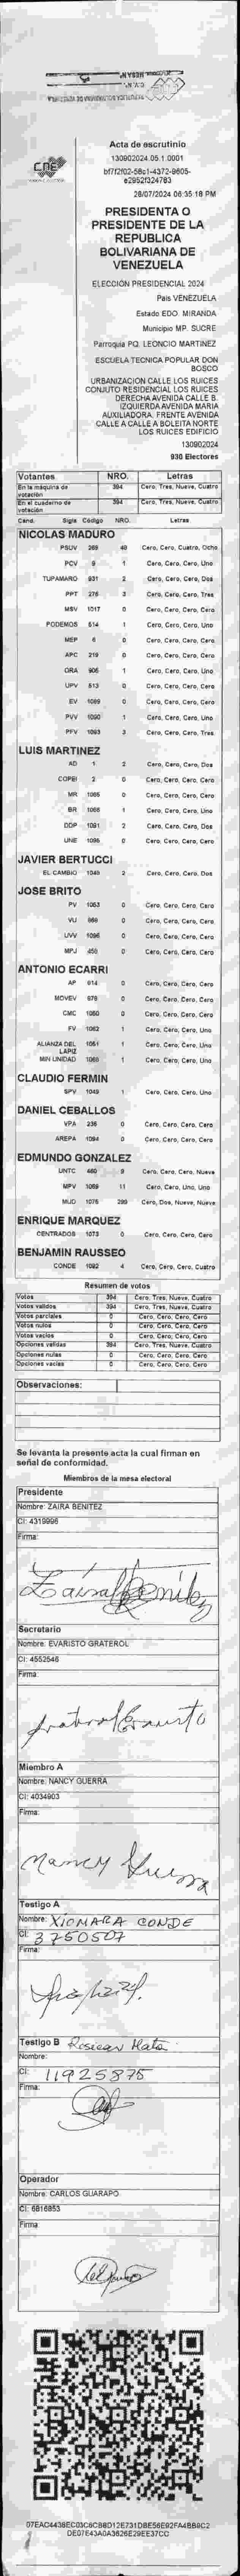 Acta de escrutinio
130902024.05.1.0001
bf7f2f02-58c1-4372-9605-
e2952f324783
28/07/2024 06:35:18 PM
PRESIDENTA O
PRESIDENTE DE LA
REPUBLICA
BOLIVARIANA DE
VENEZUELA
ELECCIÓN PRESIDENCIAL 2024
País VENEZUELA
Estado EDO. MIRANDA
Municipio MP. SUCRE
Parroquia PQ. LEONCIO MARTINEZ
ESCUELA TECNICA POPULAR DON
BOSCO
URBANIZACIÓN CALLE LOS RUICES
CONJUTO RESIDENCIAL LOS RUICES
DERECHA AVENIDA CALLE B.
IZQUIERDA AVENIDA MARIA
AUXILIADORA. FRENTE AVENIDA
CALLE A CALLE A BOLEITA NORTE
LOS RUICES EDIFICIO
130902024
930 Electores
Votantes NRO. Letras
En la máquina de votación 394 Cero, Tres, Nueve, Cuatro
En el cuaderno de votación 394 Cero, Tres, Nueve, Cuatro
Cand. Sigla Código NRO. Letras
NICOLAS MADURO
PSUV 268 48 Cero, Cero, Cuatro, Ocho
PCV 9 1 Cero, Cero, Cero, Uno
TUPAMARO 931 2 Cero, Cero, Cero, Dos
PPT 276 3 Cero, Cero, Cero, Tres
MSV 1017 0 Cero, Cero, Cero, Cero
PODEMOS 514 1 Cero, Cero, Cero, Uno
MEP 6 0 Cero, Cero, Cero, Cero
APC 219 0 Cero, Cero, Cero, Cero
ORA 906 1 Cero, Cero, Cero, Uno
UPV 513 0 Cero, Cero, Cero, Cero
EV 1089 0 Cero, Cero, Cero, Cero
PVV 1090 1 Cero, Cero, Cero, Uno
PFV 1093 3 Cero, Cero, Cero, Tres
LUIS MARTINEZ
AD 1 2 Cero, Cero, Cero, Dos
COPEI 2 0 Cero, Cero, Cero, Cero
MR 1065 0 Cero, Cero, Cero, Cero
BR 1068 1 Cero, Cero, Cero, Uno
DDP 1091 2 Cero, Cero, Cero, Dos
UNE 1095 0 Cero, Cero, Cero, Cero
JAVIER BERTUCCI
EL CAMBIO 1049 2 Cero, Cero, Cero, Dos
JOSE BRITO
PV 1053 0 Cero, Cero, Cero, Cero
VU 868 0 Cero, Cero, Cero, Cero
UVV 1096 0 Cero, Cero, Cero, Cero
MPJ 455 0 Cero, Cero, Cero, Cero
ANTONIO ECARRI
AP 614 0 Cero, Cero, Cero, Cero
MOVEV 979 0 Cero, Cero, Cero, Cero
CMC 1050 0 Cero, Cero, Cero, Cero
FV 1062 1 Cero, Cero, Cero, Uno
ALIANZA DEL LAPIZ 1051 1 Cero, Cero, Cero, Uno
MIN UNIDAD 1066 1 Cero, Cero, Cero, Uno
CLAUDIO FERMIN
SPV 1045 1 Cero, Cero, Cero, Uno
DANIEL CEBALLOS
VPA 236 0 Cero, Cero, Cero, Cero
AREPA 1094 0 Cero, Cero, Cero, Cero
EDMUNDO GONZALEZ
UNTC 460 9 Cero, Cero, Cero, Nueve
MPV 1069 11 Cero, Cero, Uno, Uno
MUD 1075 299 Cero, Dos, Nueve, Nueve
ENRIQUE MARQUEZ
CENTRADOS 1073 0 Cero, Cero, Cero, Cero
BENJAMIN RAUSSEO
CONDE 1092 4 Cero, Cero, Cero, Cuatro
Resumen de votos
Votos 394 Cero, Tres, Nueve, Cuatro
Votos válidos 394 Cero, Tres, Nueve, Cuatro
Votos parciales 0 Cero, Cero, Cero, Cero
Votos nulos 0 Cero, Cero, Cero, Cero
Votos vacíos 0 Cero, Cero, Cero, Cero
Opciones válidas 394 Cero, Tres, Nueve, Cuatro
Opciones nulas 0 Cero, Cero, Cero, Cero
Opciones vacías 0 Cero, Cero, Cero, Cero
Observaciones:
Se levanta la presente acta la cual firman en
señal de conformidad.
Miembros de la mesa electoral
Presidente
Nombre: ZAIRA BENITEZ
CI: 4319996
Firma:
Secretario
Nombre: EVARISTO GRATEROL
CI: 4552546
Firma:
Miembro A
Nombre: NANCY GUERRA
CI: 4034903
Firma:
Nancy Guerra
Testigo A
Nombre: XIOMARA CONDE
CI: 3750507
Firma:
Testigo B Rosicar Mata
Nombre:
CI: 11925875
Firma:
Operador
Nombre: CARLOS GUARAPO
CI: 6816853
Firma:
07EAC4438EC03C6CB8D12E731DBE56E92FA4BB9C2
DE07E43A0A3626E29EE37CC